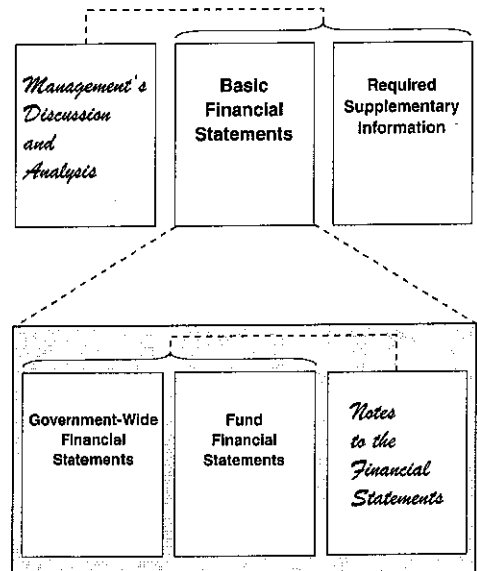 Management's
Discussion
and
Analysis
Basic
Financial
Statements
Required
Supplementary
Information
Government-Wide
Financial
Statements
Fund
Financial
Statements
Notes
to the
Financial
Statements